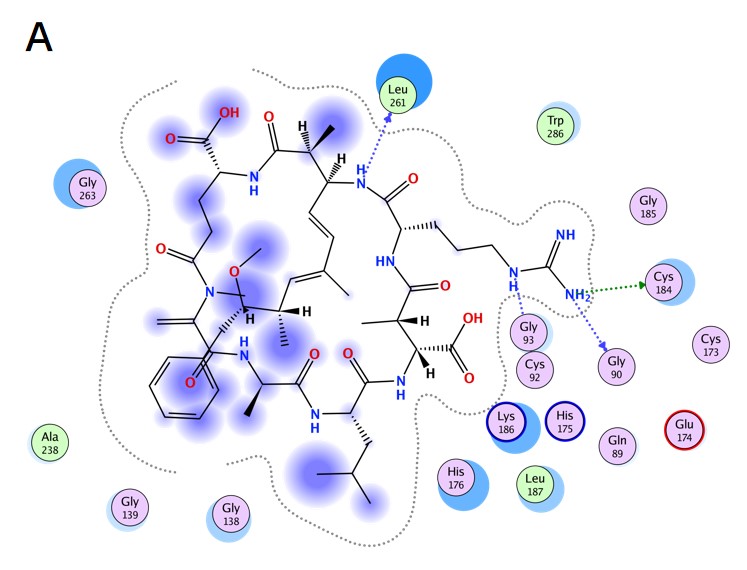 A
Leu
261
OH
O
O
H
H
Trp
286
O
N
H
N
H
O
Gly
263
Gly
185
NH
O
HN
N
H
NH2
Cys
184
O
N
O
H
H
O
H
OH
Gly
93
Cys
173
H
N
O
O
O
H
O
Cys
92
Gly
90
N
H
HN
Lys
186
His
175
Glu
174
Ala
238
Gln
89
His
176
Leu
187
Gly
139
Gly
138